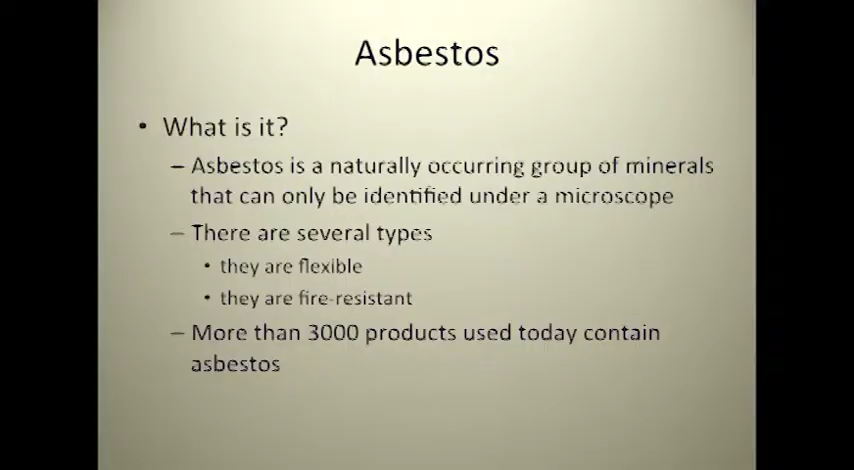 Asbestos
• What is it?
– Asbestos is a naturally occurring group of minerals
that can only be identified under a microscope
– There are several types
• they are flexible
• they are fire-resistant
– More than 3000 products used today contain
asbestos